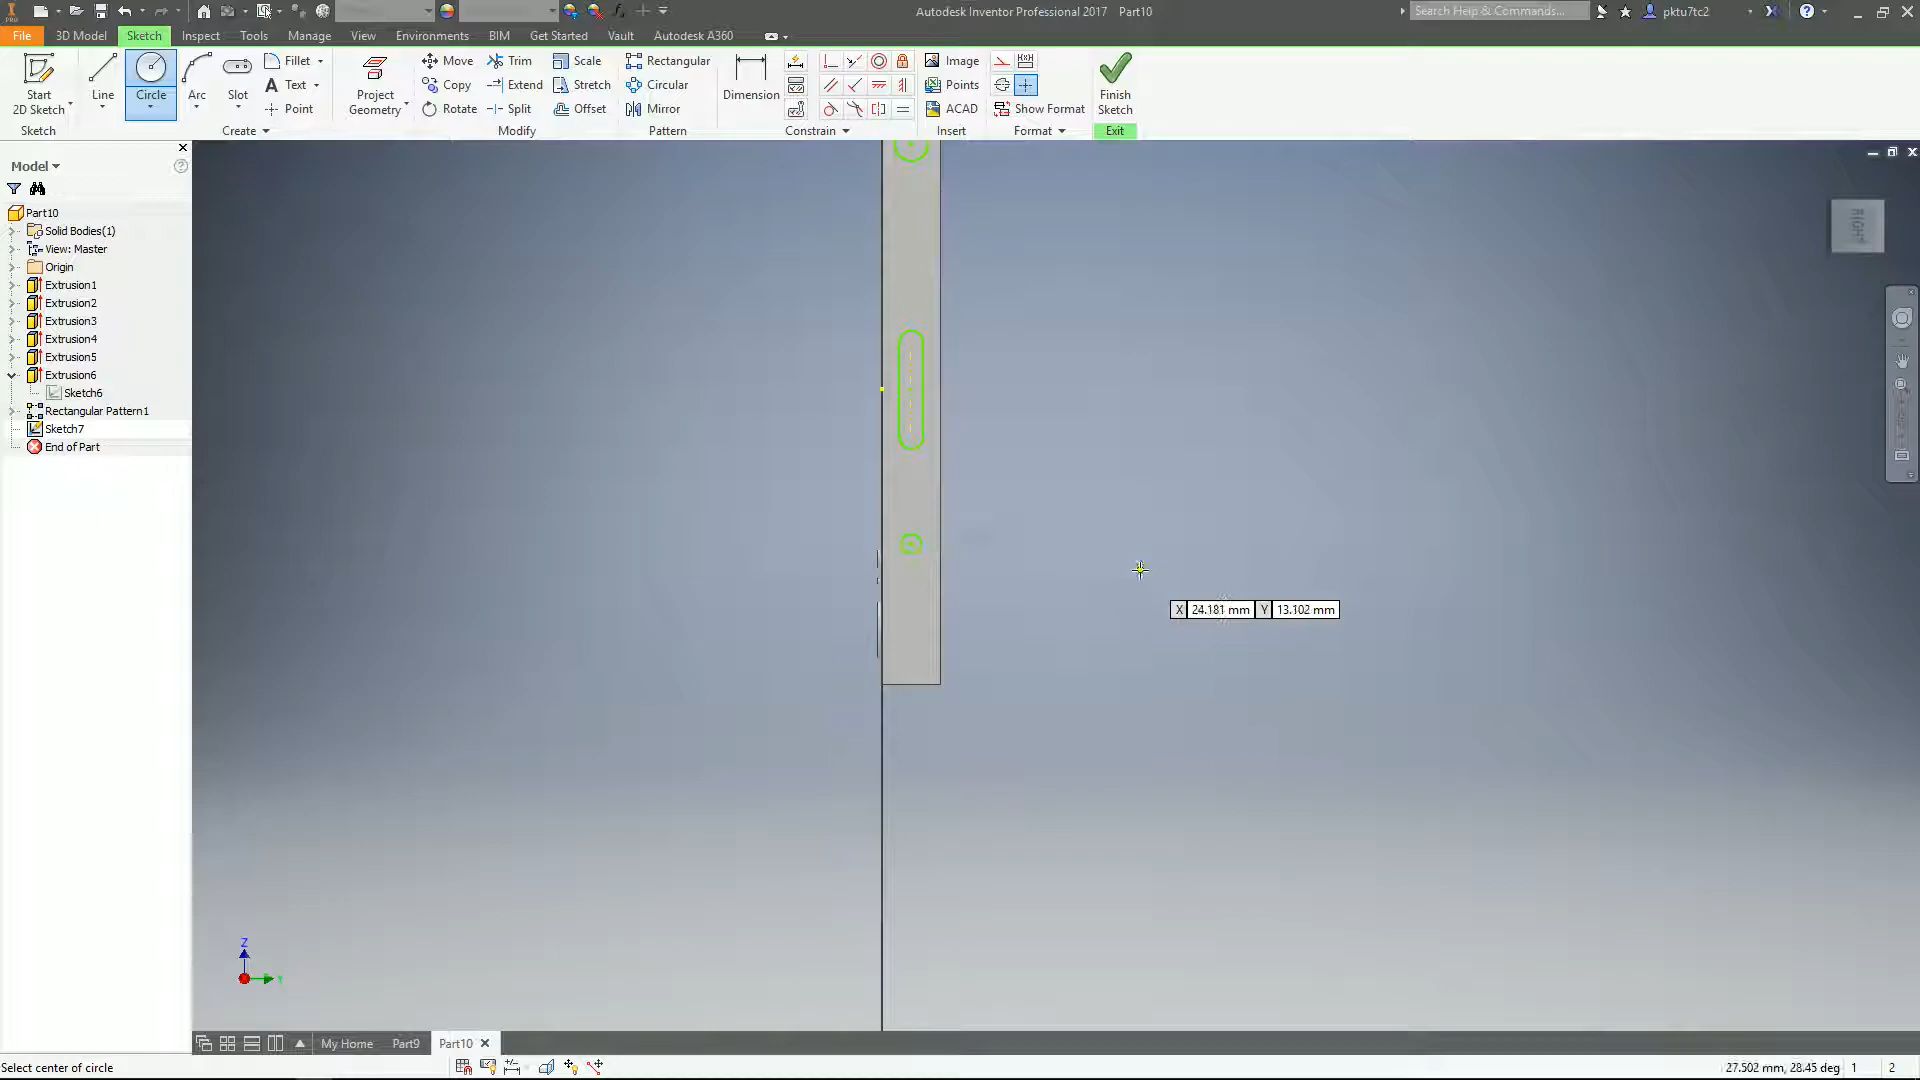 PRO
Autodesk Inventor Professional 2017 Part10
Search Help & Commands...
pktu7tc2
File 3D Model Sketch Inspect Tools Manage View Environments BIM Get Started Vault Autodesk A360
Start
2D Sketch
Line
Circle
Arc
Slot
Fillet
Text
Point
Project
Geometry
Move
Copy
Rotate
Trim
Extend
Split
Scale
Stretch
Offset
Rectangular
Circular
Mirror
Dimension
Image
Points
ACAD
Show Format
Finish
Sketch
Sketch Create Modify Pattern Constrain Insert Format Exit
Model
Part10
Solid Bodies(1)
View: Master
Origin
Extrusion1
Extrusion2
Extrusion3
Extrusion4
Extrusion5
Extrusion6
Sketch6
Rectangular Pattern1
Sketch7
End of Part
RIGHT
X 24.181 mm Y 13.102 mm
Z
Y
My Home Part9 Part10
Select center of circle
27.502 mm, 28.45 deg 1 2